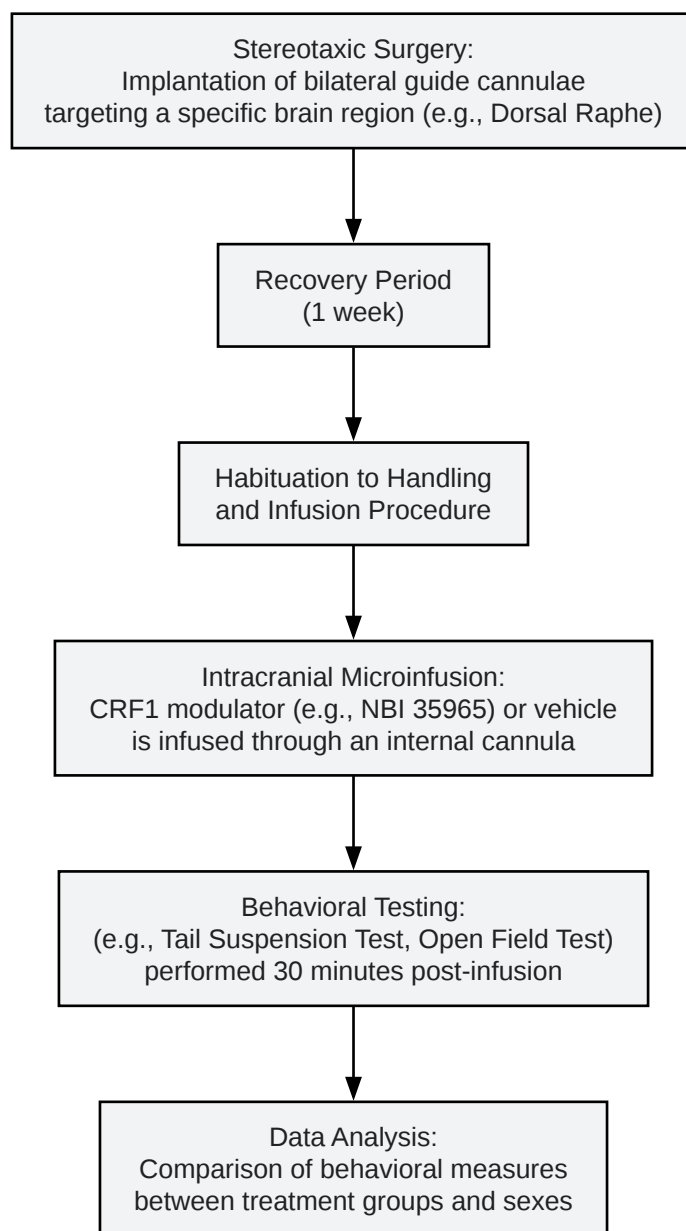 Stereotaxic Surgery:
Implantation of bilateral guide cannulae
targeting a specific brain region (e.g., Dorsal Raphe)
Recovery Period
(1 week)
Habituation to Handling
and Infusion Procedure
Intracranial Microinfusion:
CRF1 modulator (e.g., NBI 35965) or vehicle
is infused through an internal cannula
Behavioral Testing:
(e.g., Tail Suspension Test, Open Field Test)
performed 30 minutes post-infusion
Data Analysis:
Comparison of behavioral measures
between treatment groups and sexes